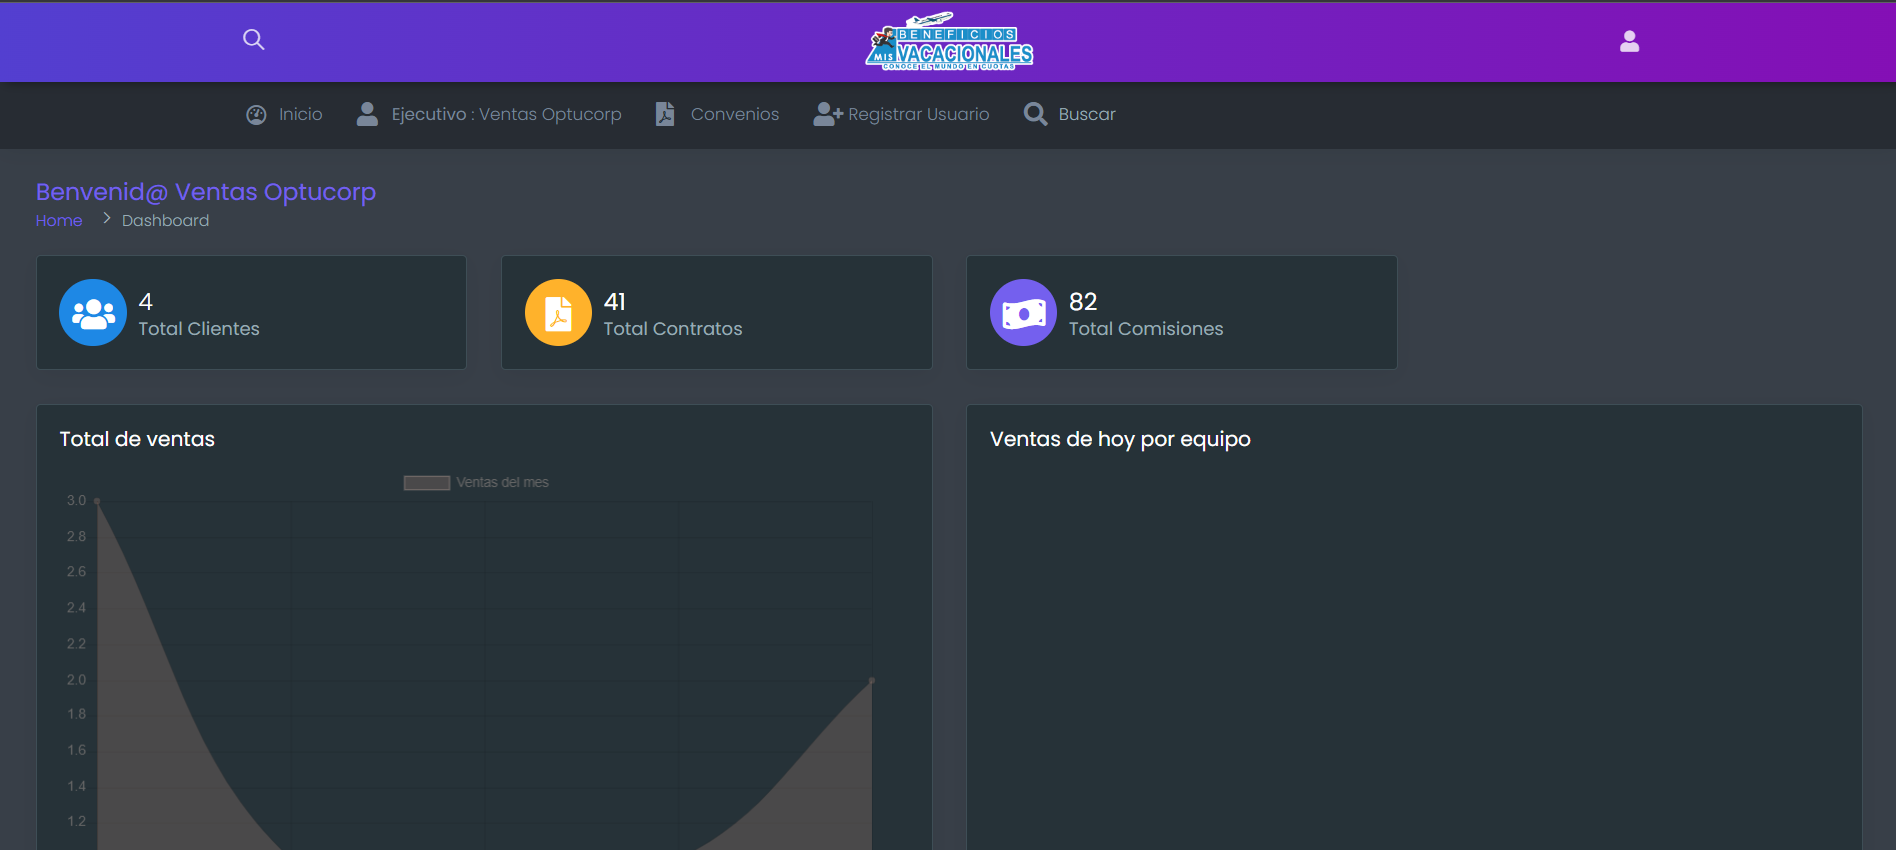 BENEFICIOS
MIS VACACIONALES
CONOCE EL MUNDO EN CUOTAS
Inicio
Ejecutivo : Ventas Optucorp
Convenios
Registrar Usuario
Buscar
Benvenid@ Ventas Optucorp
Home > Dashboard
4
Total Clientes
41
Total Contratos
82
Total Comisiones
Total de ventas
Ventas del mes
3.0
2.8
2.6
2.4
2.2
2.0
1.8
1.6
1.4
1.2
Ventas de hoy por equipo